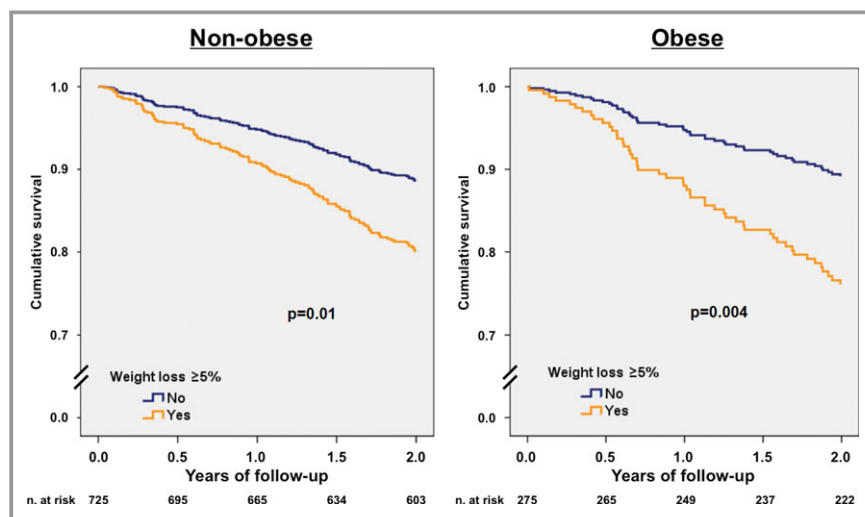 Non-obese
1.0
0.9
0.8
0.7
0.0
Cumulative survival
p=0.01
Weight loss ≥5%
No
Yes
0.0 0.5 1.0 1.5 2.0
Years of follow-up
n. at risk 725 695 665 634 603
Obese
1.0
0.9
0.8
0.7
0.0
Cumulative survival
p=0.004
Weight loss ≥5%
No
Yes
0.0 0.5 1.0 1.5 2.0
Years of follow-up
n. at risk 275 265 249 237 222